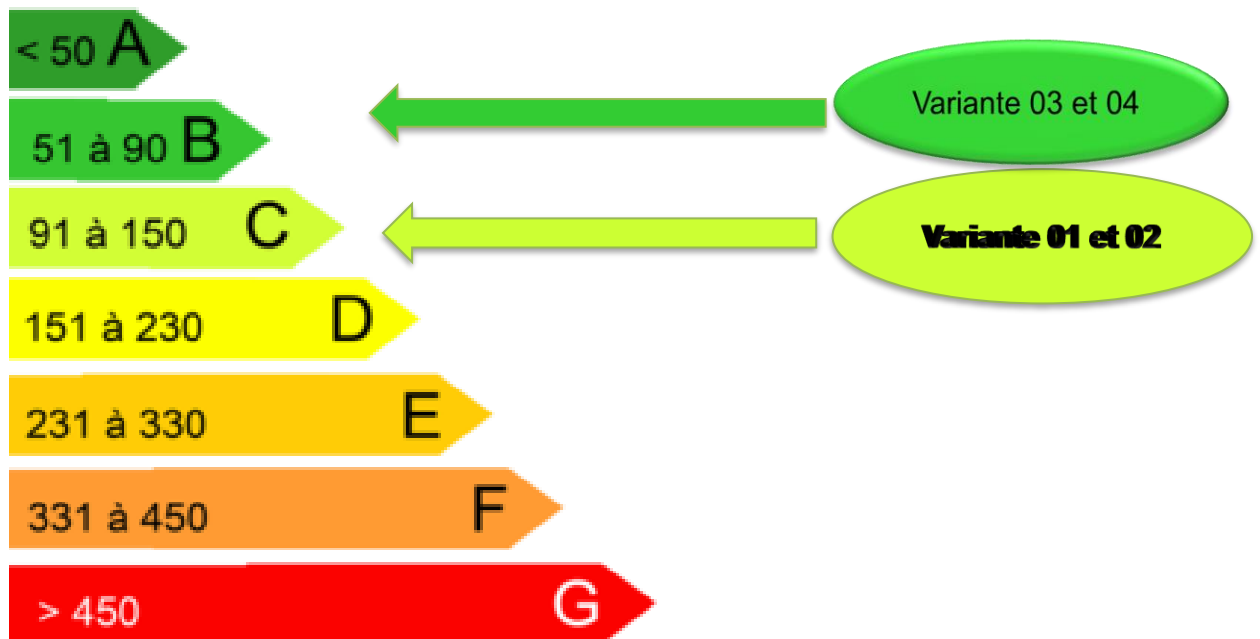 < 50 A
Variante 03 et 04
51 à 90 B
91 à 150 C
Variante 01 et 02
151 à 230 D
231 à 330 E
331 à 450 F
> 450 G